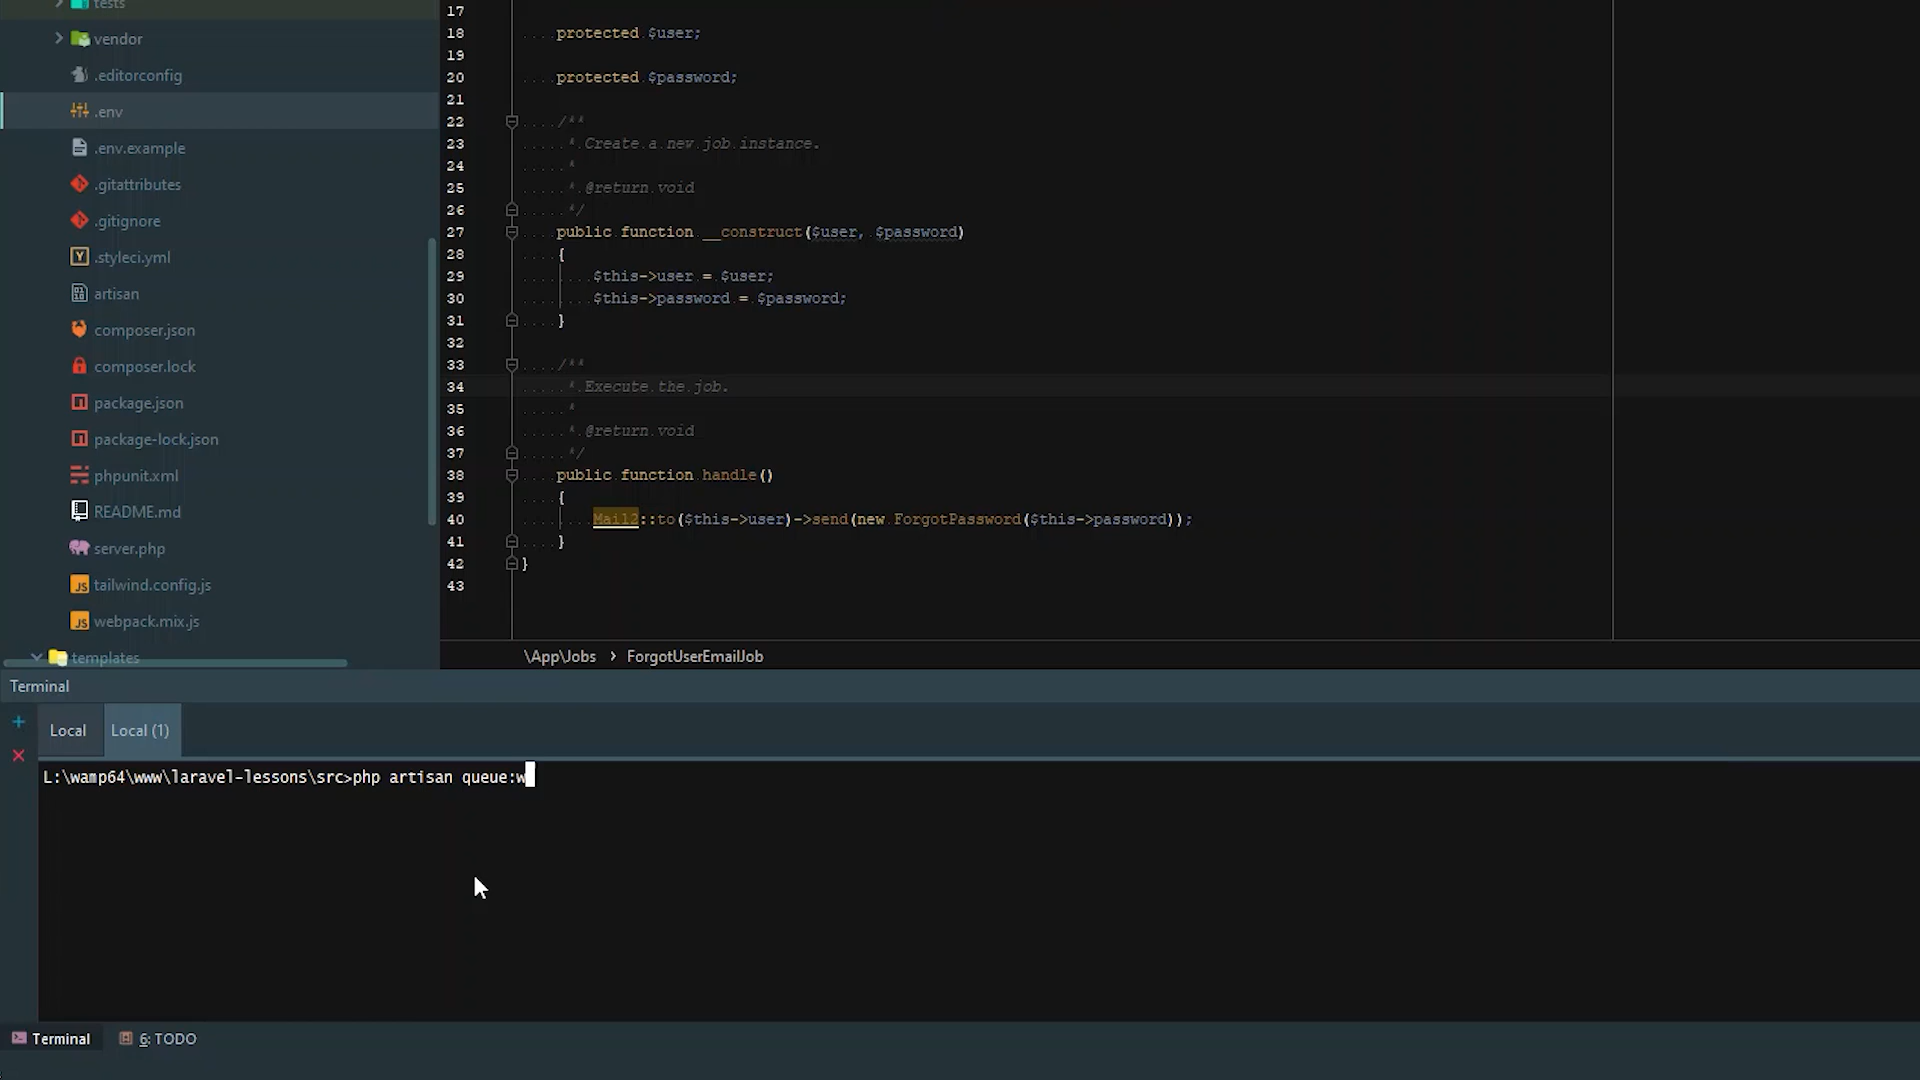 tests
vendor
.editorconfig
.env
.env.example
.gitattributes
.gitignore
.styleci.yml
artisan
composer.json
composer.lock
package.json
package-lock.json
phpunit.xml
README.md
server.php
JS tailwind.config.js
JS webpack.mix.js
templates
17
18 protected $user;
19
20 protected $password;
21
22 /**
23 * Create a new job instance.
24 *
25 * @return void
26 */
27 public function __construct($user, $password)
28 {
29 $this->user = $user;
30 $this->password = $password;
31 }
32
33 /**
34 * Execute the job.
35 *
36 * @return void
37 */
38 public function handle()
39 {
40 Mail2::to($this->user)->send(new ForgotPassword($this->password));
41 }
42 }
43
\App\Jobs › ForgotUserEmailJob
Terminal
Local Local (1)
L:\wamp64\www\laravel-lessons\src>php artisan queue:w
Terminal 6: TODO